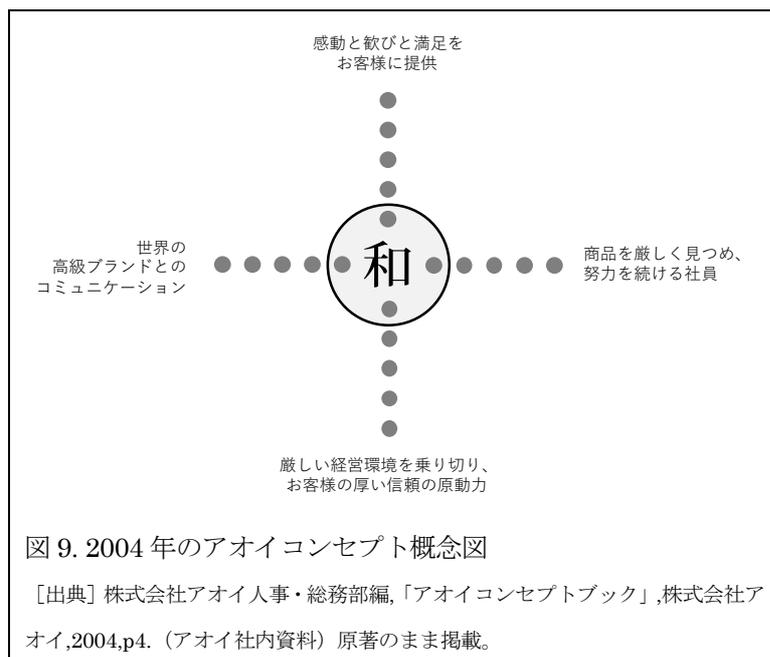 感動と歓びと満足を
お客様に提供
世界の
高級ブランドとの
コミュニケーション
和
商品を厳しく見つめ、
努力を続ける社員
厳しい経営環境を乗り切り、
お客様の厚い信頼の原動力
図 9. 2004 年のアオイコンセプト概念図
［出典］株式会社アオイ人事・総務部編,「アオイコンセプトブック」,株式会社ア
オイ,2004,p4.（アオイ社内資料）原著のまま掲載。